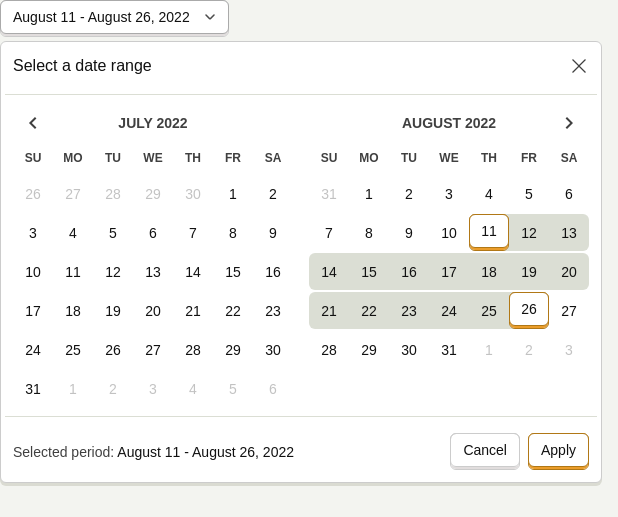 August 11 - August 26, 2022
Select a date range
JULY 2022
SU MO TU WE TH FR SA
26 27 28 29 30 1 2
3 4 5 6 7 8 9
10 11 12 13 14 15 16
17 18 19 20 21 22 23
24 25 26 27 28 29 30
31 1 2 3 4 5 6
AUGUST 2022
SU MO TU WE TH FR SA
31 1 2 3 4 5 6
7 8 9 10 11 12 13
14 15 16 17 18 19 20
21 22 23 24 25 26 27
28 29 30 31 1 2 3
Selected period: August 11 - August 26, 2022
Cancel
Apply